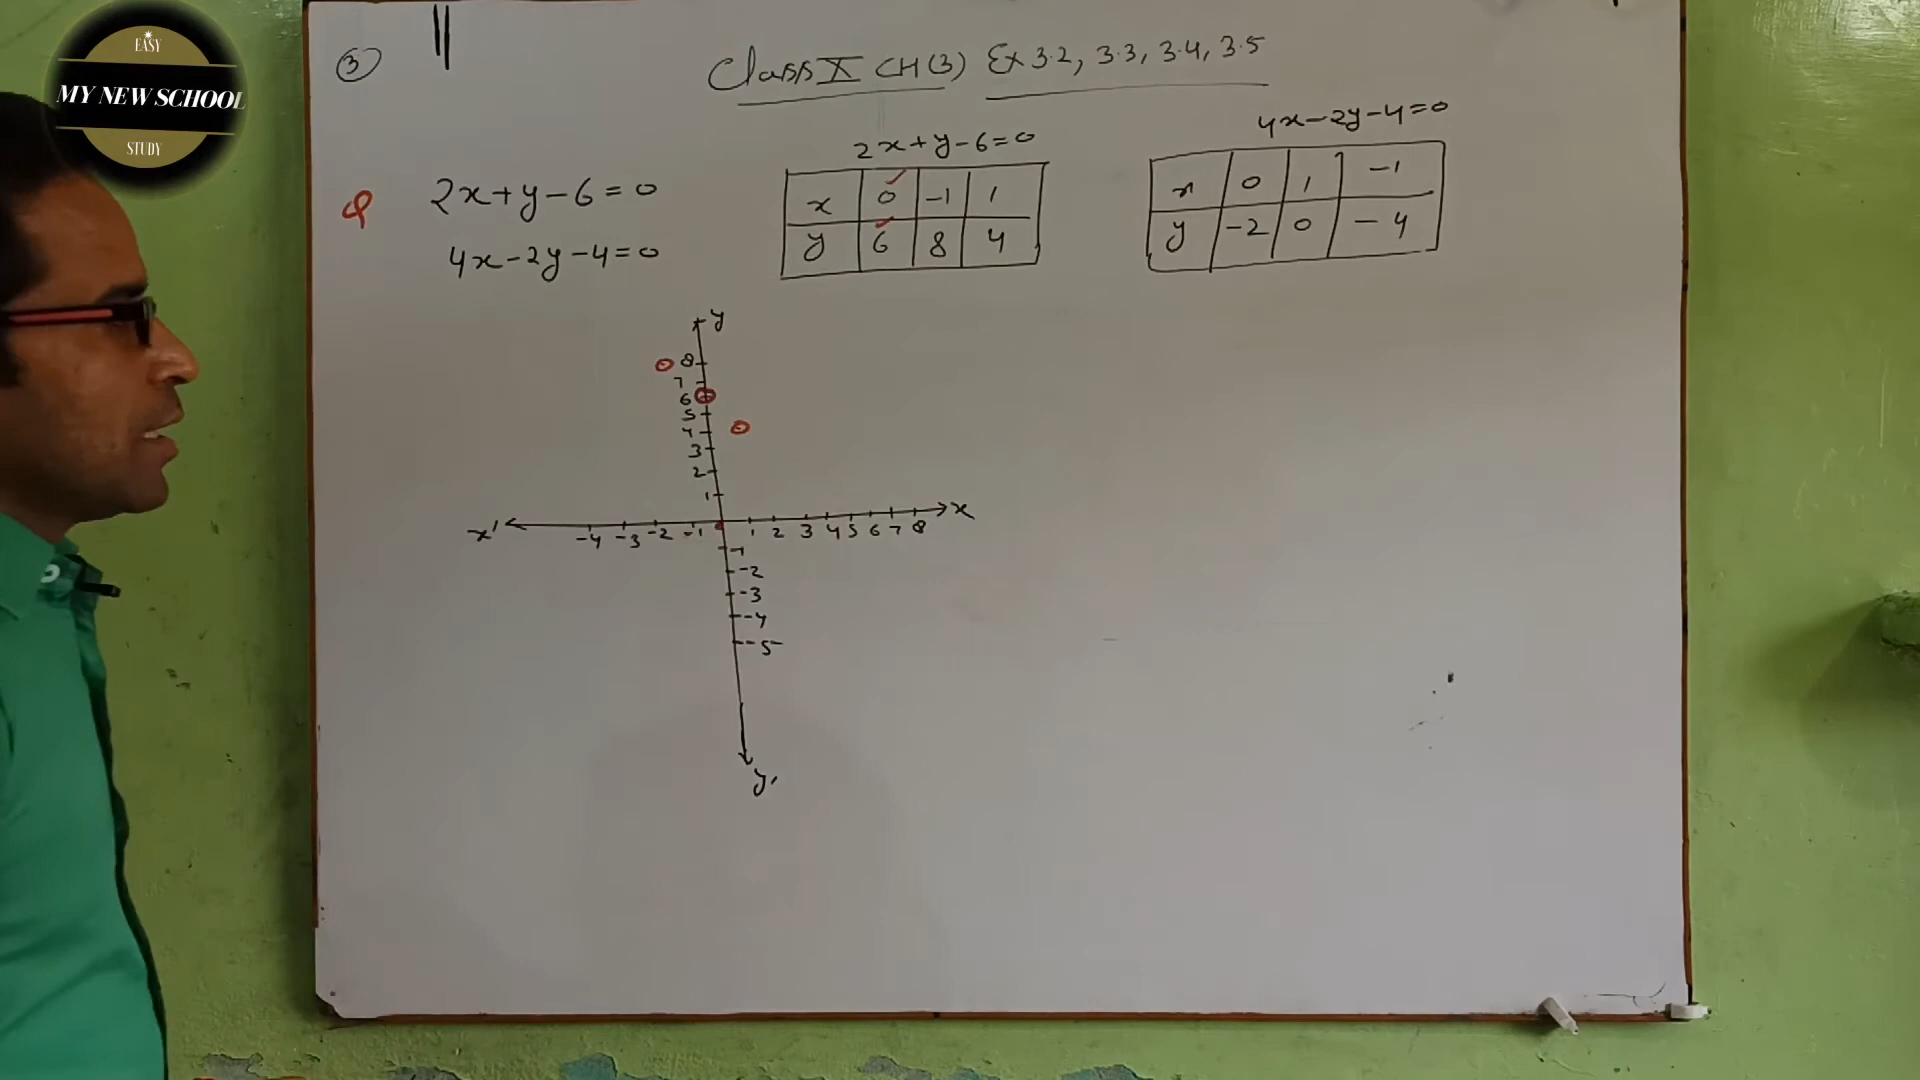 EASY
MY NEW SCHOOL
STUDY
3
Class X CH(3) Ex 3.2, 3.3, 3.4, 3.5
Q 2x+y-6=0
4x-2y-4=0
2x+y-6=0
x 0 -1 1
y 6 8 4
4x-2y-4=0
x 0 1 -1
y -2 0 -4
y
8
7
6
5
4
3
2
1
x' -4 -3 -2 -1 1 2 3 4 5 6 7 8 x
-1
-2
-3
-4
-5
y'